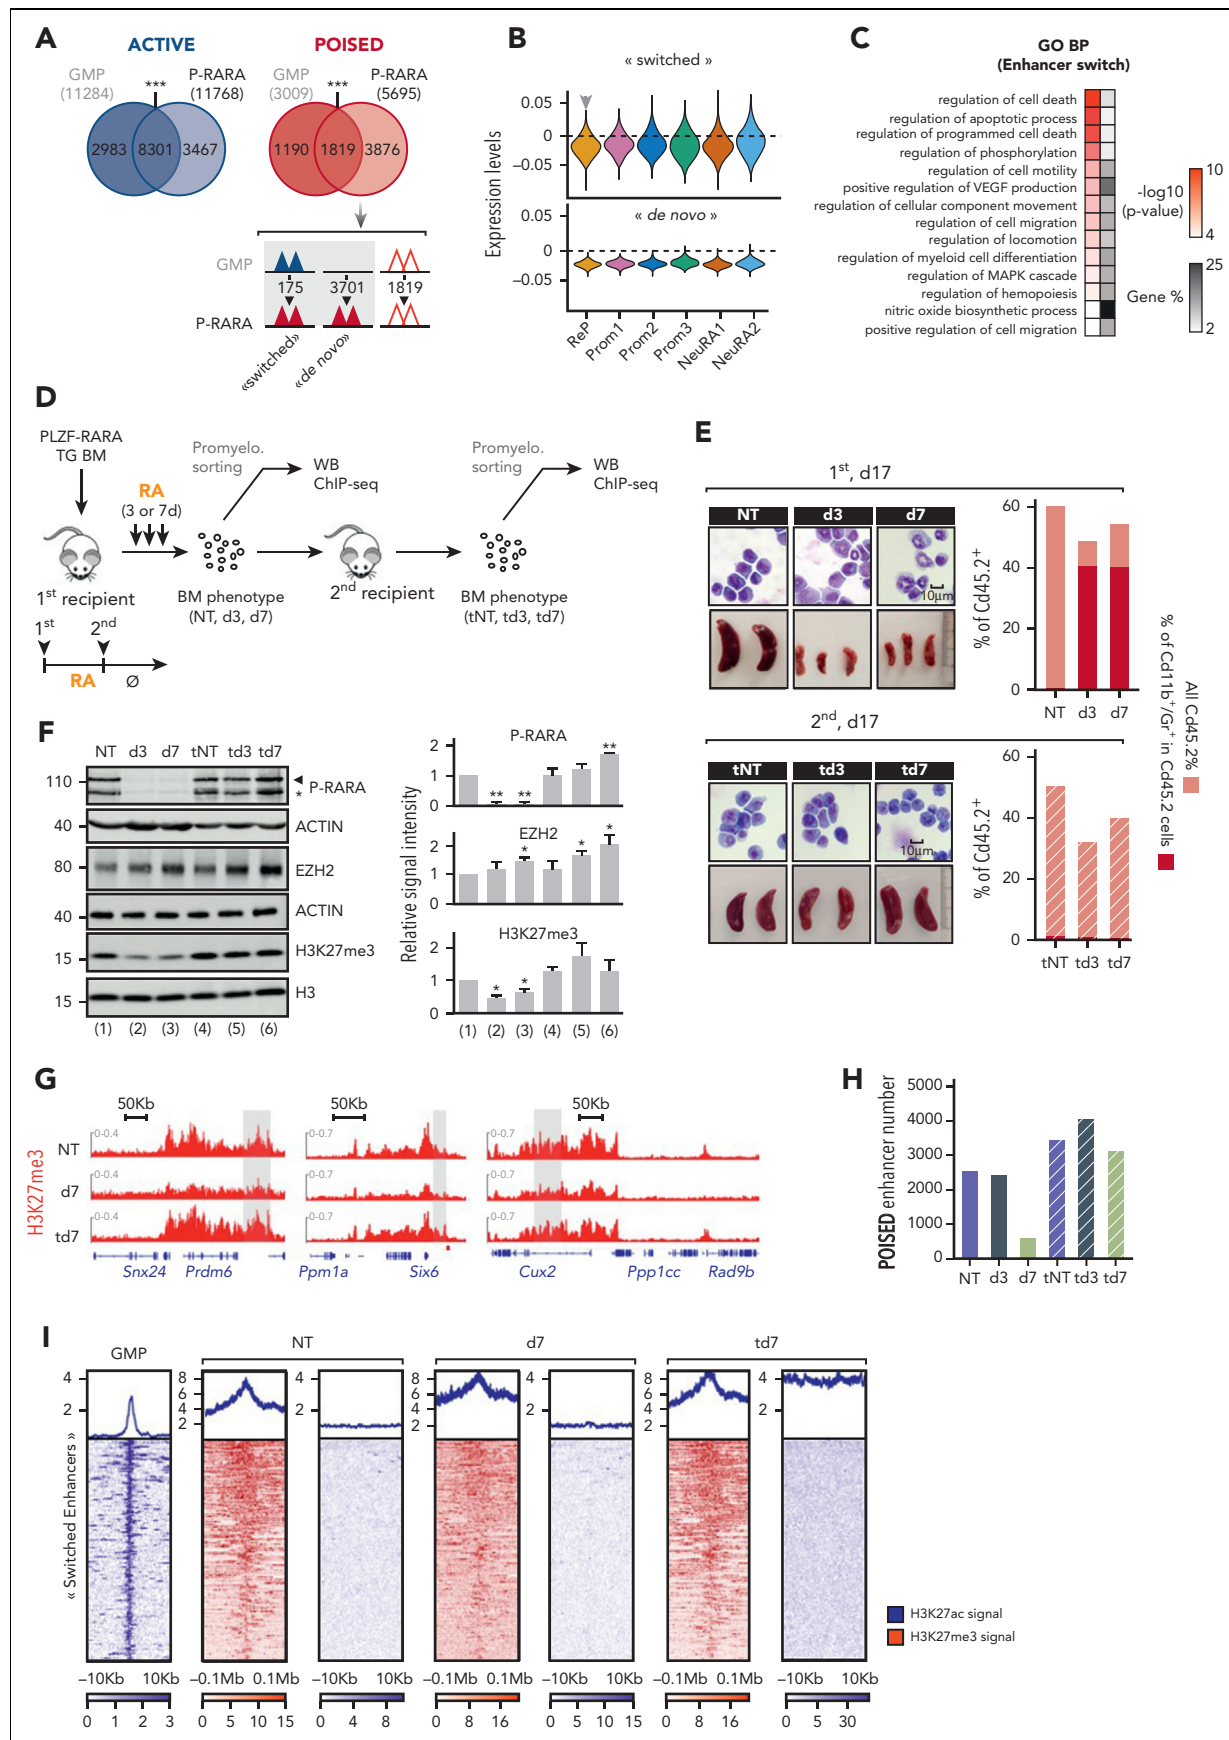 A
ACTIVE
POISED
GMP
(11284)
***
P-RARA
(11768)
GMP
(3009)
***
P-RARA
(5695)
2983 8301 3467
1190 1819 3876
GMP
175 3701 1819
P-RARA
«switched»
«de novo»
B
« switched »
Expression levels
0.05
0
−0.05
« de novo »
0.05
0
−0.05
ReP Prom1 Prom2 Prom3 NeuRA1 NeuRA2
C
GO BP
(Enhancer switch)
regulation of cell death
regulation of apoptotic process
regulation of programmed cell death
regulation of phosphorylation
regulation of cell motility
positive regulation of VEGF production
regulation of cellular component movement
regulation of cell migration
regulation of locomotion
regulation of myeloid cell differentiation
regulation of MAPK cascade
regulation of hemopoiesis
nitric oxide biosynthetic process
positive regulation of cell migration
-log10
(p-value)
10
4
Gene %
25
2
D
PLZF-RARA
TG BM
RA
(3 or 7d)
Promyelo.
sorting
WB
ChIP-seq
Promyelo.
sorting
WB
ChIP-seq
1st recipient
BM phenotype
(NT, d3, d7)
2nd recipient
BM phenotype
(tNT, td3, td7)
1st 2nd
RA Ø
E
1st, d17
NT d3 d7
10μm
% of Cd45.2+
60
40
20
0
NT d3 d7
2nd, d17
tNT td3 td7
10μm
% of Cd45.2+
60
40
20
0
tNT td3 td7
All Cd45.2%
% of Cd11b+/Gr+ in
Cd45.2 cells
F
NT d3 d7 tNT td3 td7
110
*
P-RARA
40 ACTIN
80 EZH2
40 ACTIN
15 H3K27me3
15 H3
(1) (2) (3) (4) (5) (6)
Relative signal intensity
P-RARA
2
1
0
** ** **
EZH2
2
1
0
* * *
H3K27me3
2
1
0
* *
(1) (2) (3) (4) (5) (6)
G
H3K27me3
50Kb 50Kb 50Kb
NT 0-0.4 0-0.7 0-0.7
d7 0-0.4 0-0.7 0-0.7
td7 0-0.4 0-0.7 0-0.7
Snx24 Prdm6 Ppm1a Six6 Cux2 Ppp1cc Rad9b
H
POISED enhancer number
5000
4000
3000
2000
1000
0
NT d3 d7 tNT td3 td7
I
GMP NT d7 td7
4
2
8
6
4
2
4
2
8
6
4
2
4
2
8
6
4
2
4
2
« Switched Enhancers »
−10Kb 10Kb −0.1Mb 0.1Mb −10Kb 10Kb −0.1Mb 0.1Mb −10Kb 10Kb −0.1Mb 0.1Mb −10Kb 10Kb
0 1 2 3 0 5 10 15 0 4 8 0 8 16 0 5 10 15 0 8 16 0 30
H3K27ac signal
H3K27me3 signal